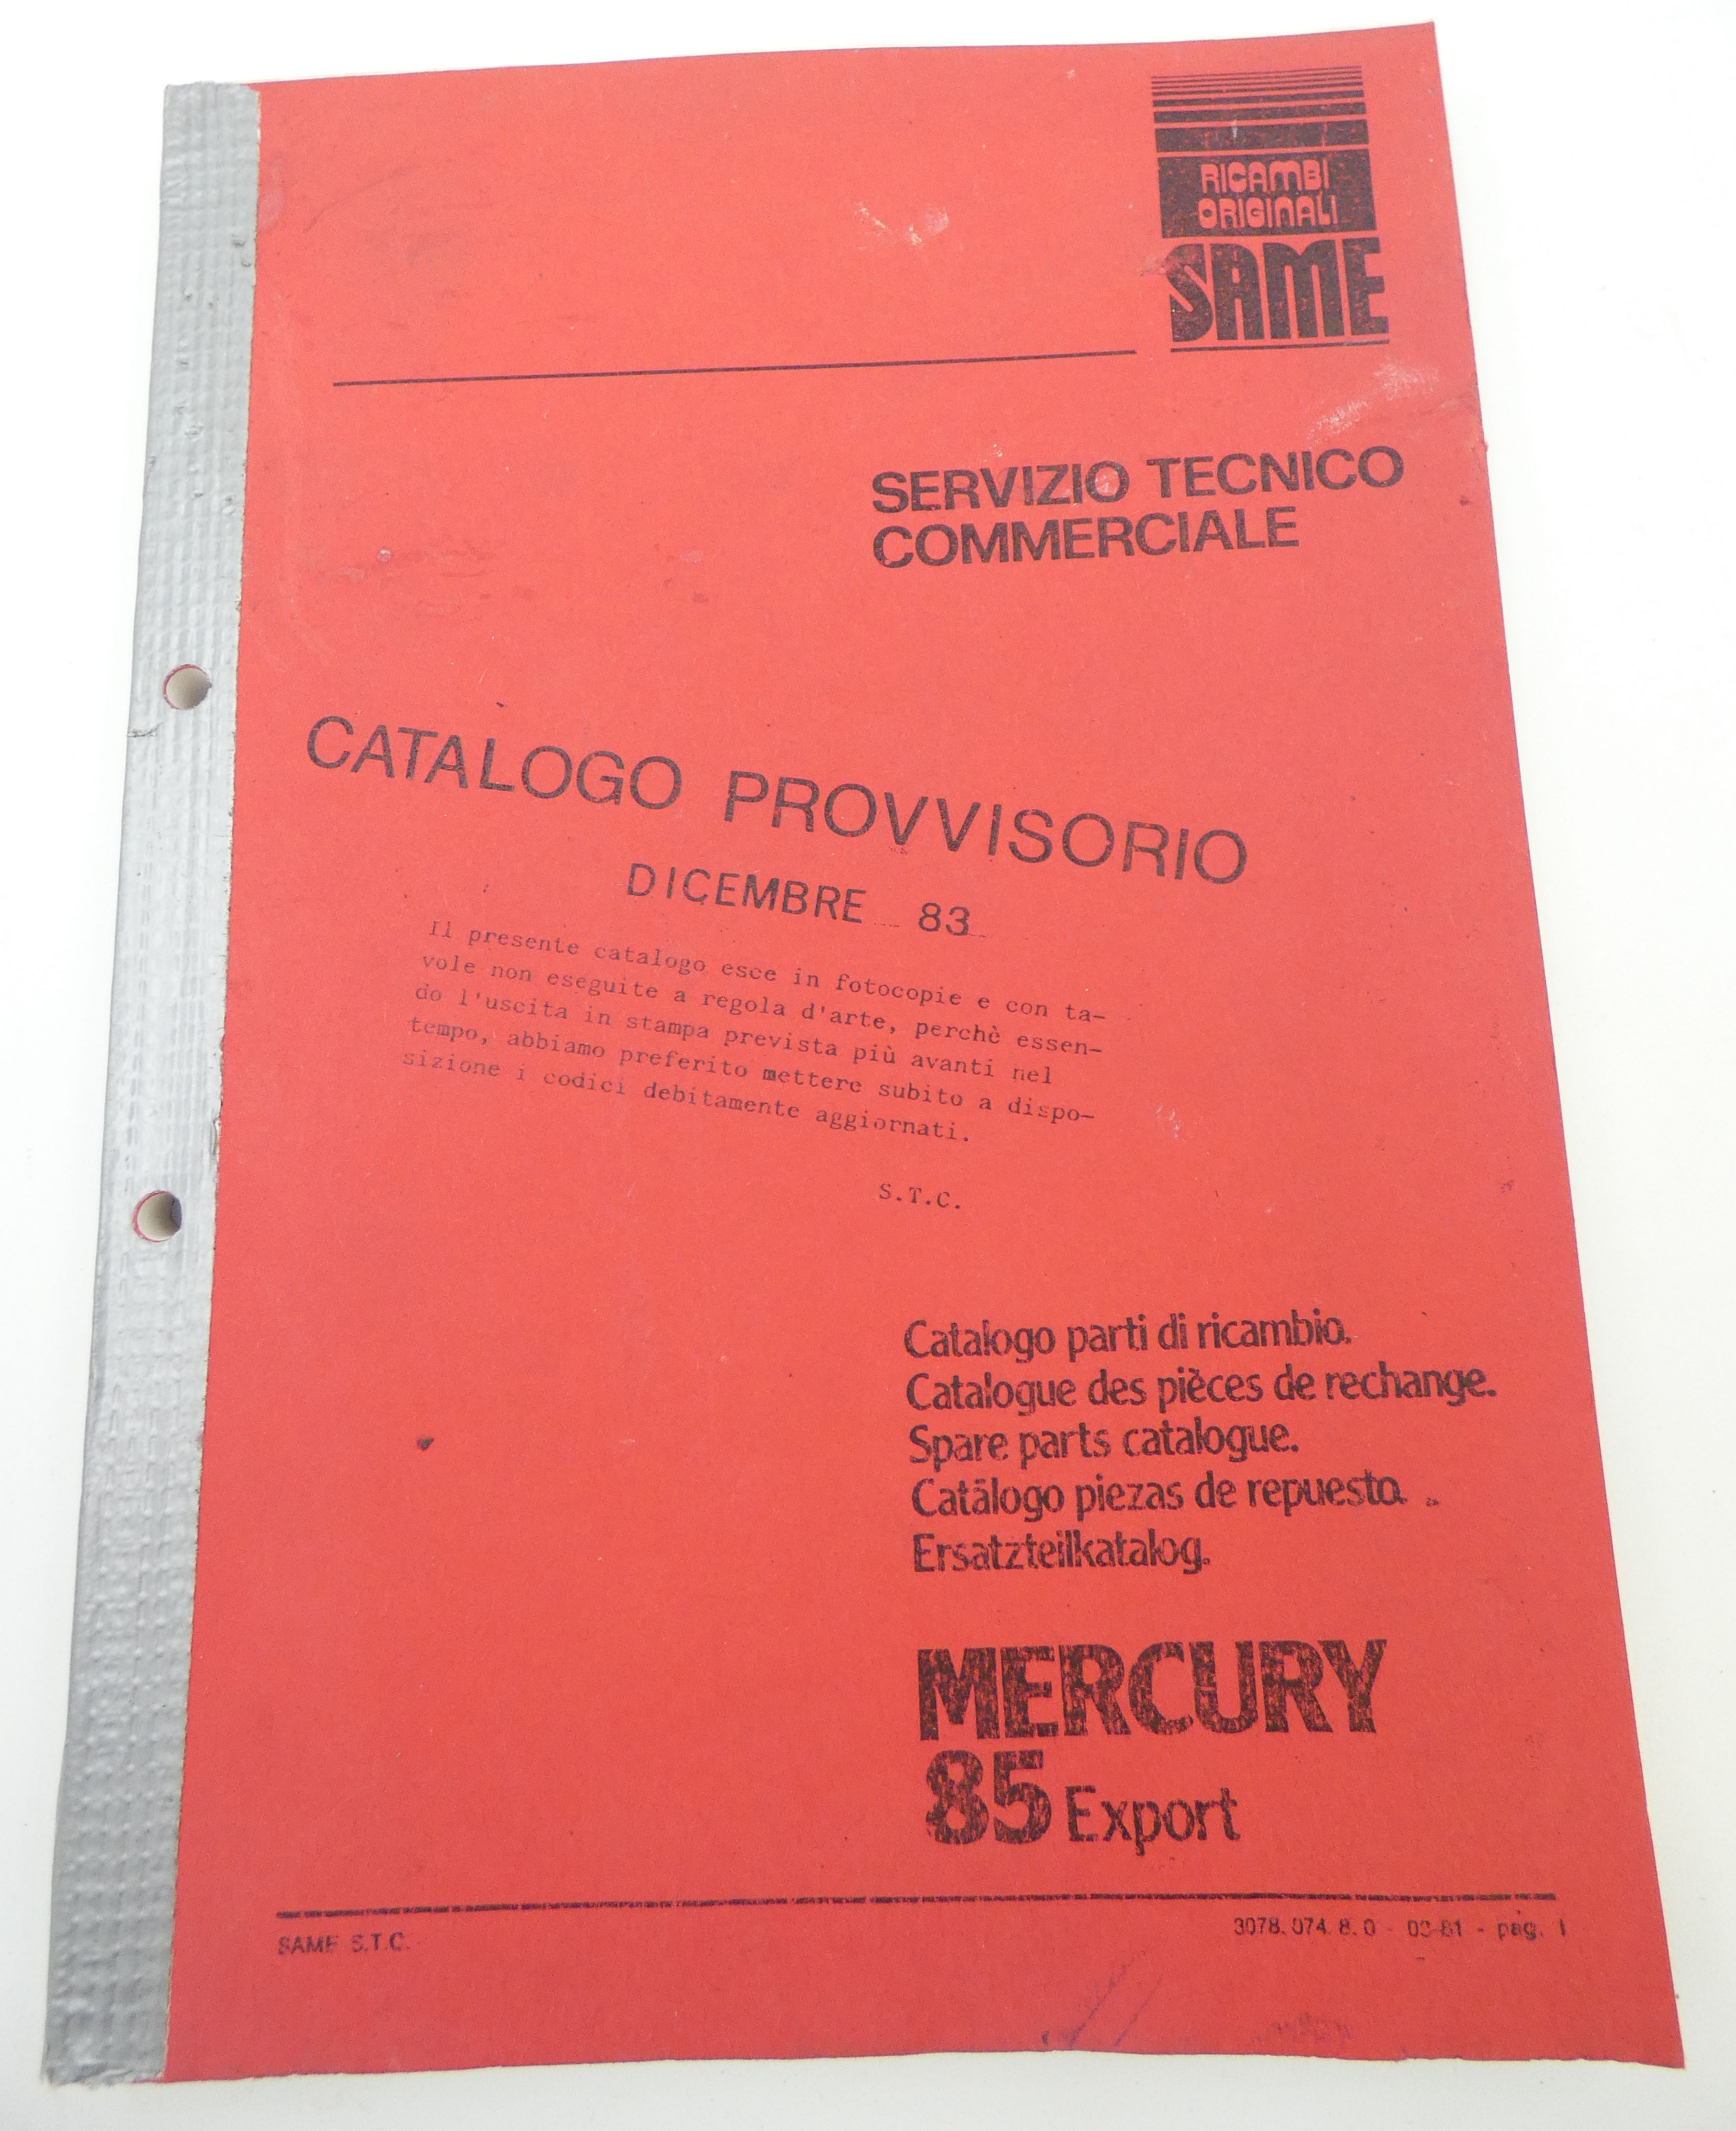 RICAMBI
ORIGINALI
SAME
SERVIZIO TECNICO
COMMERCIALE
CATALOGO PROVVISORIO
DICEMBRE 83
Il presente catalogo esce in fotocopie e con ta-
vole non eseguite a regola d'arte, perchè essen-
do l'uscita in stampa prevista più avanti nel
tempo, abbiamo preferito mettere subito a dispo-
sizione i codici debitamente aggiornati.
S.T.C.
Catalogo parti di ricambio.
Catalogue des pièces de rechange.
Spare parts catalogue.
Catálogo piezas de repuesto.
Ersatzteilkatalog.
MERCURY
85 Export
SAME S.T.C.
3078.074.8.0 - - pag. 1